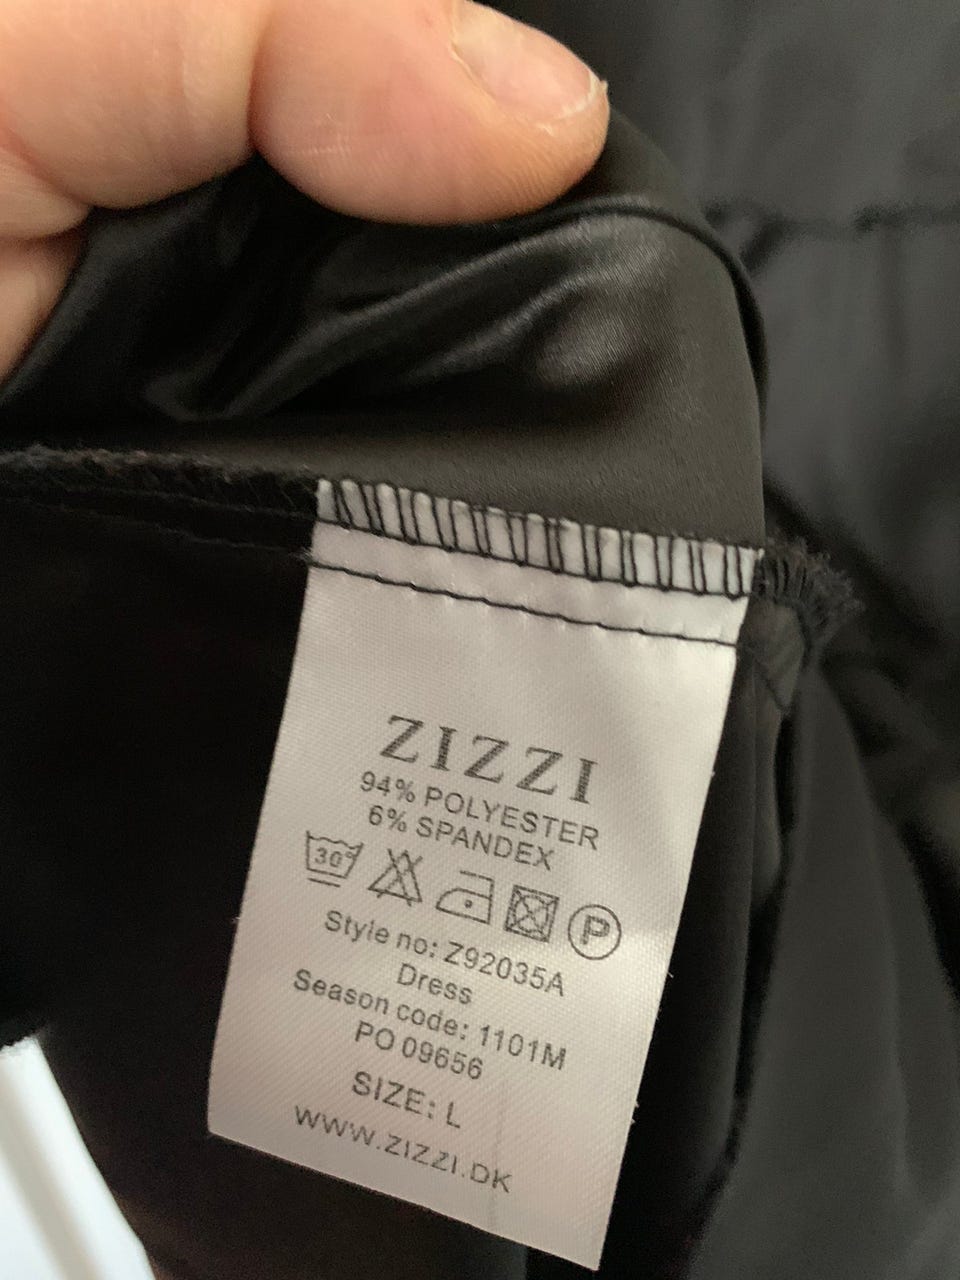 ZIZZI
94% POLYESTER
6% SPANDEX
30° P
Style no: Z92035A
Dress
Season code: 1101M
PO 09656
SIZE: L
WWW.ZIZZI.DK